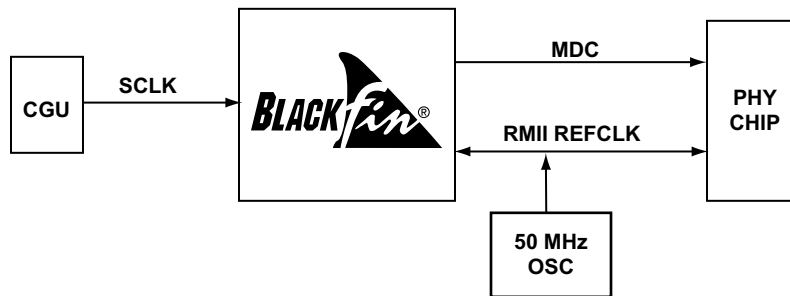 CGU
SCLK
BLACKfin®
MDC
RMII REFCLK
PHY
CHIP
50 MHz
OSC